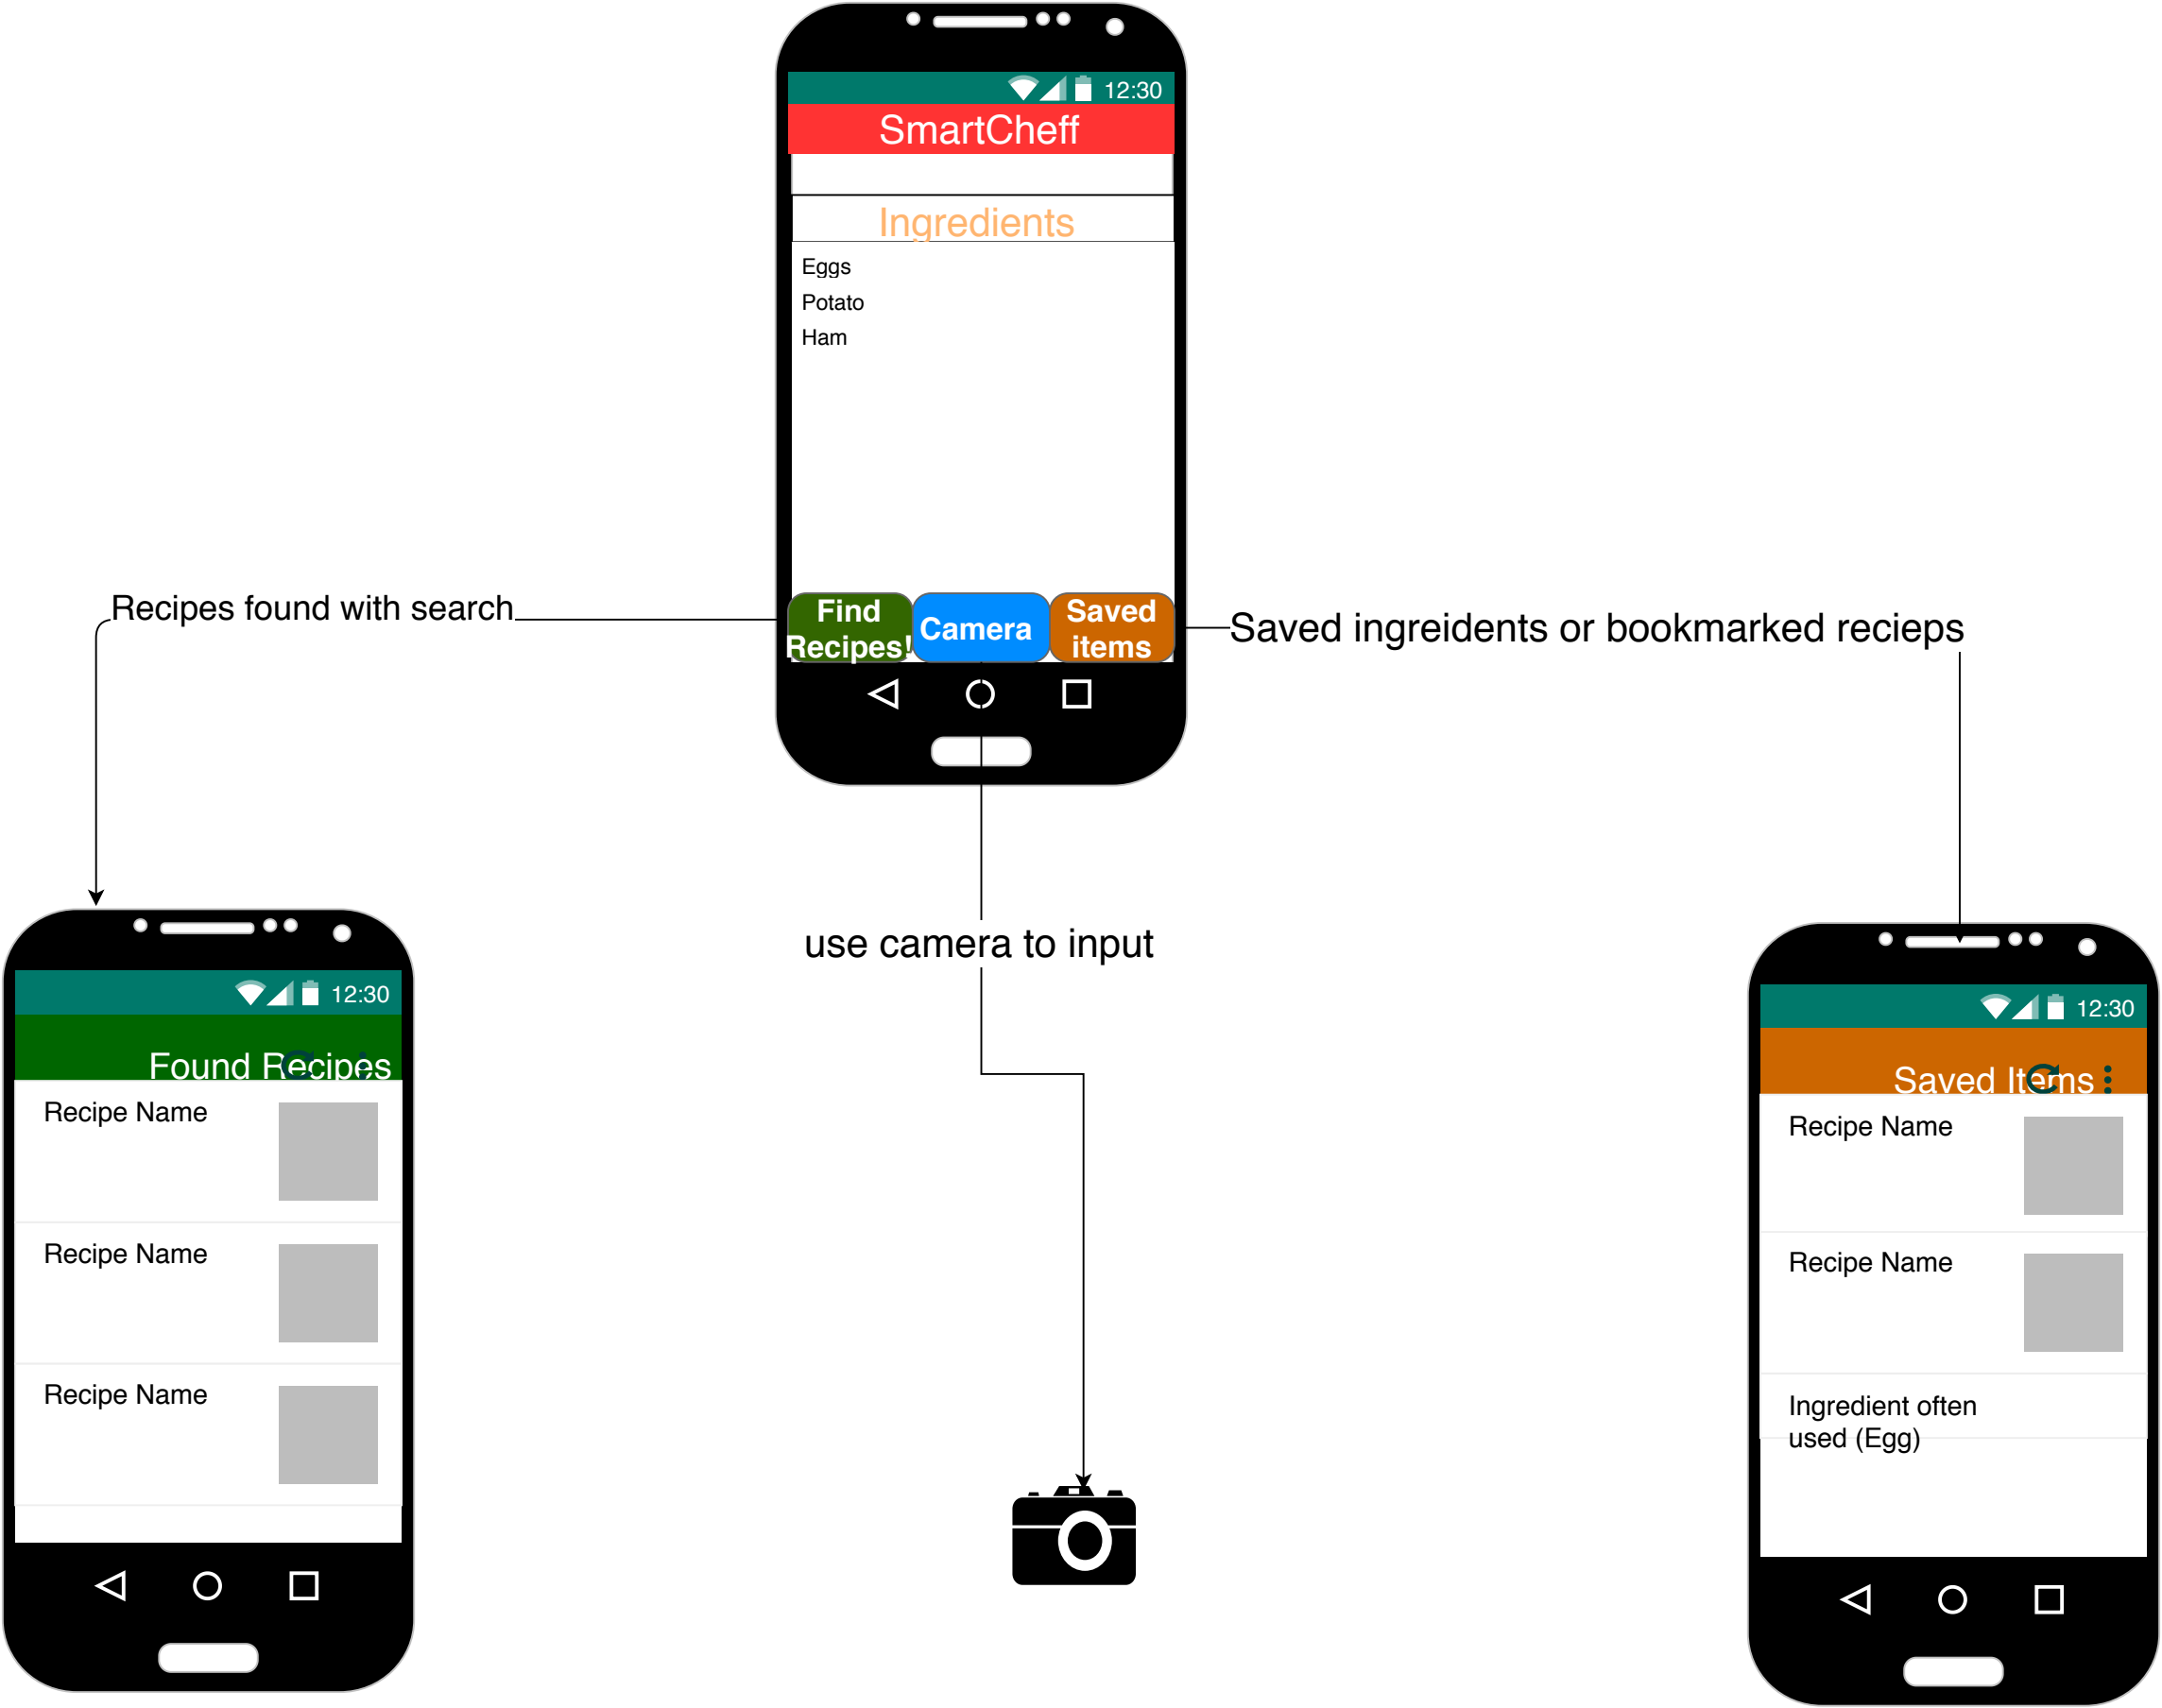 12:30
SmartCheff
Ingredients
Eggs
Potato
Ham
Find
Recipes!
Camera
Saved
items
Recipes found with search
Saved ingreidents or bookmarked recieps
use camera to input
12:30
Found Recipes
Recipe Name
Recipe Name
Recipe Name
12:30
Saved Items
Recipe Name
Recipe Name
Ingredient often
used (Egg)